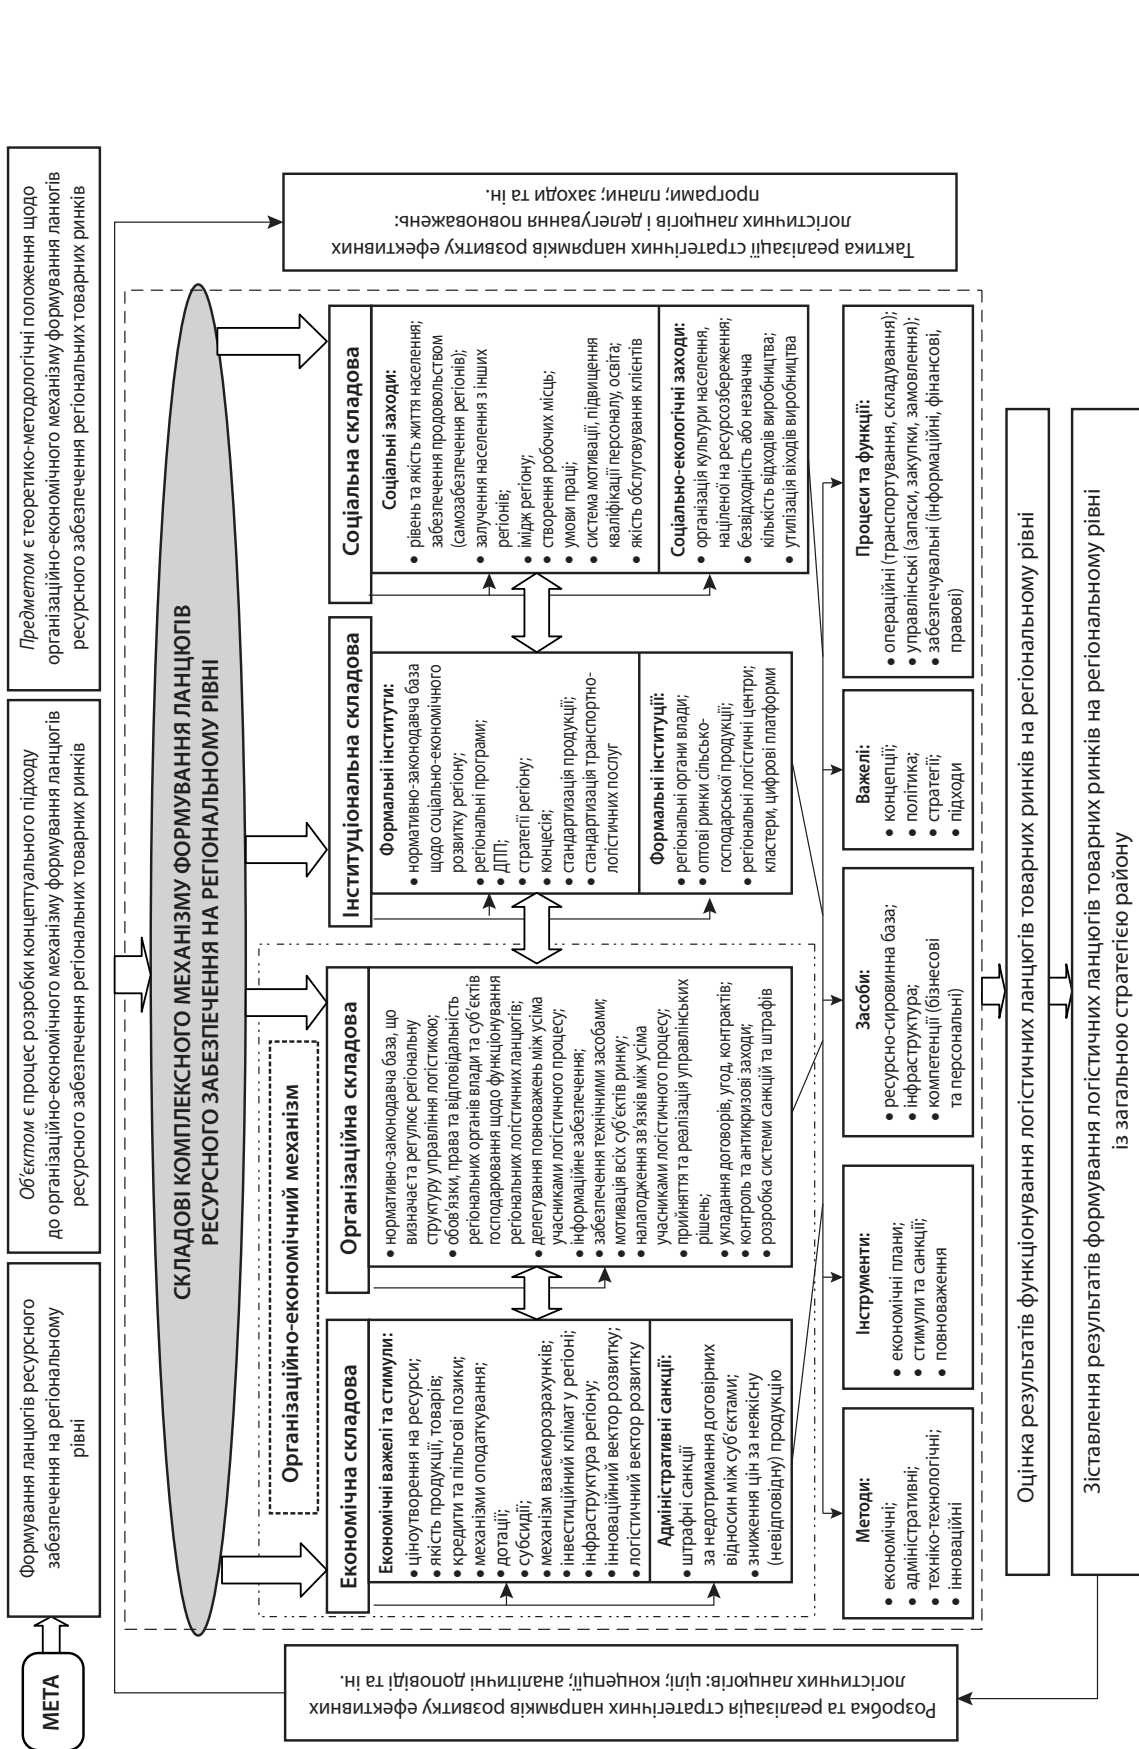 МЕТА
Формування ланцюгів ресурсного
забезпечення на регіональному
рівні
Об'єктом є процес розробки концептуального підходу
до організаційно-економічного механізму формування ланцюгів
ресурсного забезпечення регіональних товарних ринків
Предметом є теоретико-методологічні положення щодо
організаційно-економічного механізму формування ланцюгів
ресурсного забезпечення регіональних товарних ринків
СКЛАДОВІ КОМПЛЕКСНОГО МЕХАНІЗМУ ФОРМУВАННЯ ЛАНЦЮГІВ
РЕСУРСНОГО ЗАБЕЗПЕЧЕННЯ НА РЕГІОНАЛЬНОМУ РІВНІ
Розробка та реалізація стратегічних напрямків розвитку ефективних
логістичних ланцюгів: цілі; концепції; аналітичні доповіді та ін.
Організаційно-економічний механізм
Економічна складова
Економічні важелі та стимули:
• ціноутворення на ресурси;
• якість продукції, товарів;
• кредити та пільгові позики;
• механізми оподаткування;
• дотації;
• субсидії;
• механізм взаєморозрахунків;
• інвестиційний клімат у регіоні;
• інфраструктура регіону;
• інноваційний вектор розвитку;
• логістичний вектор розвитку
Адміністративні санкції:
• штрафні санкції
за недотримання договірних
відносин між суб'єктами;
• зниження цін за неякісну
(невідповідну) продукцію
Організаційна складова
• нормативно-законодавча база, що
визначає та регулює регіональну
структуру управління логістикою;
• обов'язки, права та відповідальність
регіональних органів влади та суб'єктів
господарювання щодо функціонування
регіональних логістичних ланцюгів;
• делегування повноважень між усіма
учасниками логістичного процесу;
• інформаційне забезпечення;
• забезпечення технічними засобами;
• мотивація всіх суб'єктів ринку;
• налагодження зв'язків між усіма
учасниками логістичного процесу;
• прийняття та реалізація управлінських
рішень;
• укладання договорів, угод, контрактів;
• контроль та антикризові заходи;
• розробка системи санкцій та штрафів
Інституціональна складова
Формальні інститути:
• нормативно-законодавча база
щодо соціально-економічного
розвитку регіону;
• регіональні програми;
• ДПП;
• стратегії регіону;
• концесія;
• стандартизація продукції;
• стандартизація транспортно-
логістичних послуг
Формальні інституції:
• регіональні органи влади;
• оптові ринки сільсько-
господарської продукції;
• регіональні логістичні центри;
кластери, цифрові платформи
Соціальна складова
Соціальні заходи:
• рівень та якість життя населення;
забезпечення продовольством
(самозабезпечення регіонів);
• залучення населення з інших
регіонів;
• імідж регіону;
• створення робочих місць;
• умови праці;
• система мотивації, підвищення
кваліфікації персоналу, освіта;
• якість обслуговування клієнтів
Соціально-екологічні заходи:
• організація культури населення,
націленої на ресурсозбереження;
• безвідходність або незначна
кількість відходів виробництва;
• утилізація віходів виробництва
Тактика реалізації стратегічних напрямків розвитку ефективних
логістичних ланцюгів і делегування повноважень:
програми; плани; заходи та ін.
Методи:
• економічні;
• адміністративні;
• техніко-технологічні;
• інноваційні
Інструменти:
• економічні плани;
• стимули та санкції;
• повноваження
Засоби:
• ресурсно-сировинна база;
• інфраструктура;
• компетенції (бізнесові
та персональні)
Важелі:
• концепції;
• політика;
• стратегії;
• підходи
Процеси та функції:
• операційні (транспортування, складування);
• управлінські (запаси, закупки, замовлення);
• забезпечувальні (інформаційні, фінансові,
правові)
Оцінка результатів функціонування логістичних ланцюгів товарних ринків на регіональному рівні
Зіставлення результатів формування логістичних ланцюгів товарних ринків на регіональному рівні
із загальною стратегією району